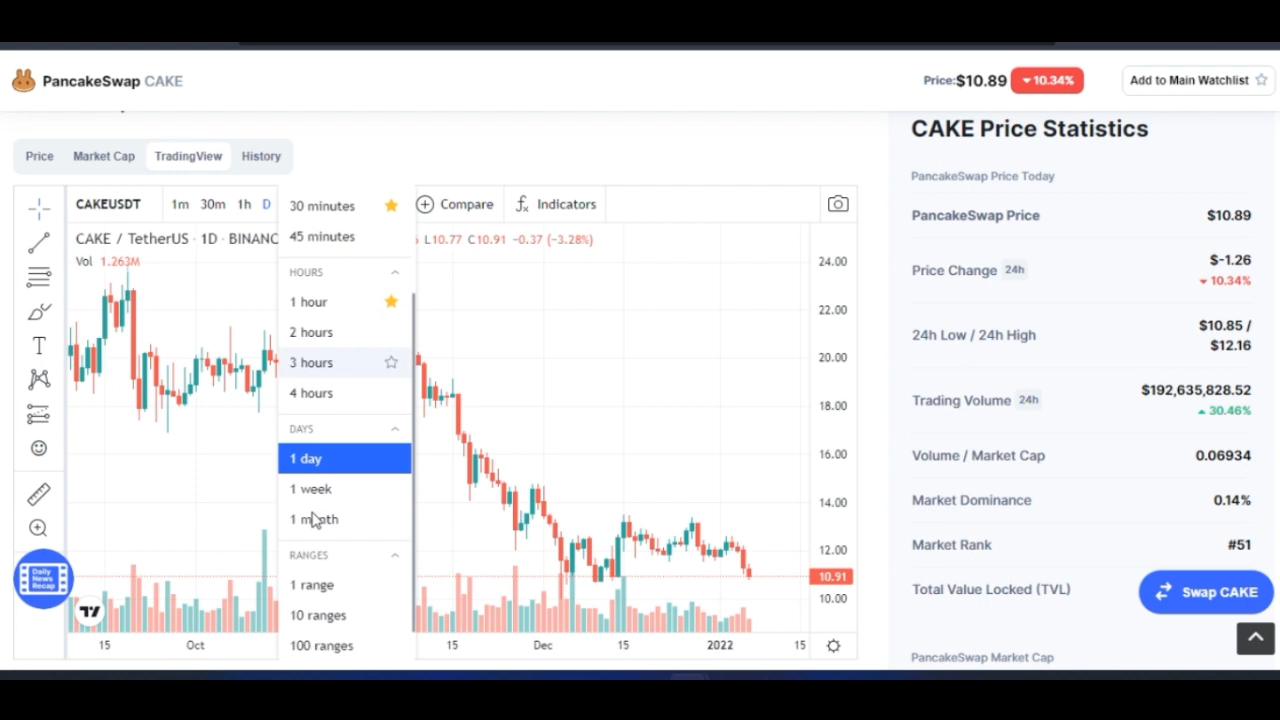 PancakeSwap CAKE
Price:$10.89
10.34%
Add to Main Watchlist
Price
Market Cap
TradingView
History
CAKEUSDT
1m
30m
1h
D
30 minutes
45 minutes
HOURS
1 hour
2 hours
3 hours
4 hours
DAYS
1 day
1 week
1 month
RANGES
1 range
10 ranges
100 ranges
Compare
Indicators
CAKE / TetherUS · 1D · BINANC
L10.77 C10.91 -0.37 (-3.28%)
Vol 1.263M
24.00
22.00
20.00
18.00
16.00
14.00
12.00
10.91
10.00
15
Oct
15
Dec
15
2022
15
Daily
News
Recap
CAKE Price Statistics
PancakeSwap Price Today
PancakeSwap Price
$10.89
Price Change 24h
$-1.26
10.34%
24h Low / 24h High
$10.85 /
$12.16
Trading Volume 24h
$192,635,828.52
30.46%
Volume / Market Cap
0.06934
Market Dominance
0.14%
Market Rank
#51
Total Value Locked (TVL)
Swap CAKE
PancakeSwap Market Cap